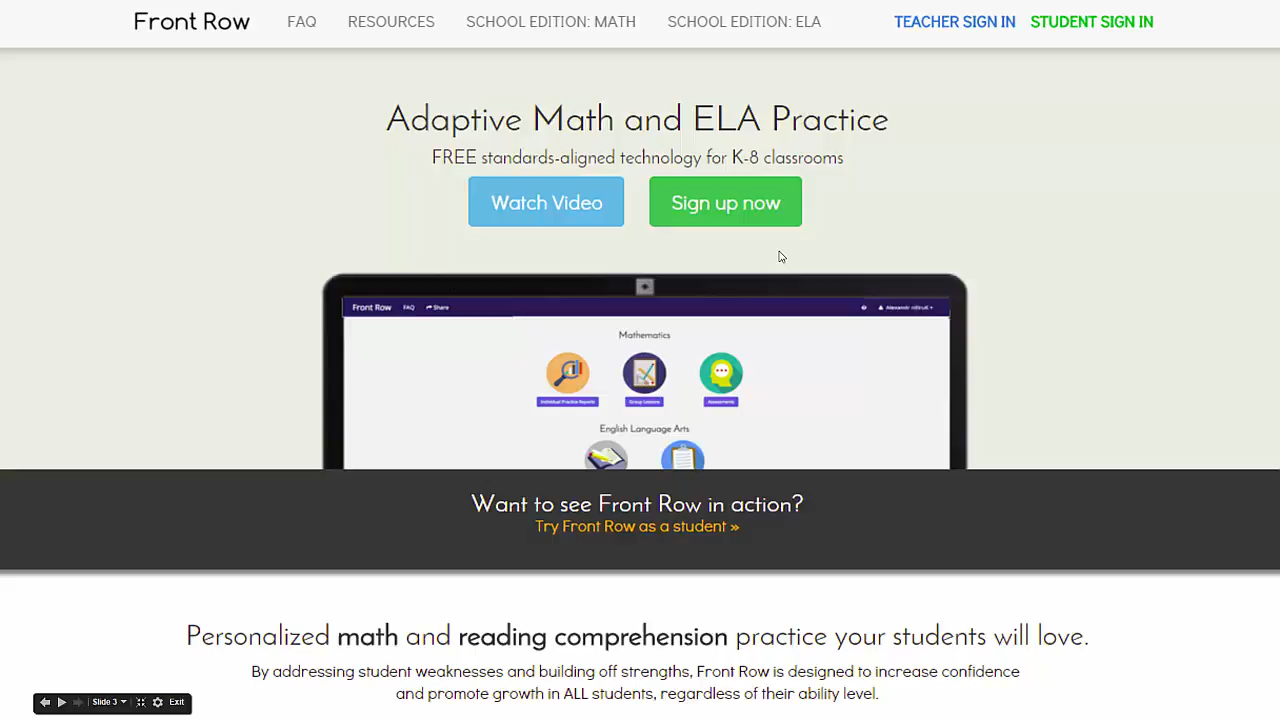 Front Row FAQ RESOURCES SCHOOL EDITION: MATH SCHOOL EDITION: ELA TEACHER SIGN IN STUDENT SIGN IN
Adaptive Math and ELA Practice
FREE standards-aligned technology for K-8 classrooms
Watch Video Sign up now
Front Row FAQ Share
Mathematics
Individual Practice Reports Group Lessons Assessments
English Language Arts
Want to see Front Row in action?
Try Front Row as a student »
Personalized math and reading comprehension practice your students will love.
By addressing student weaknesses and building off strengths, Front Row is designed to increase confidence
and promote growth in ALL students, regardless of their ability level.
Slide 3 Exit